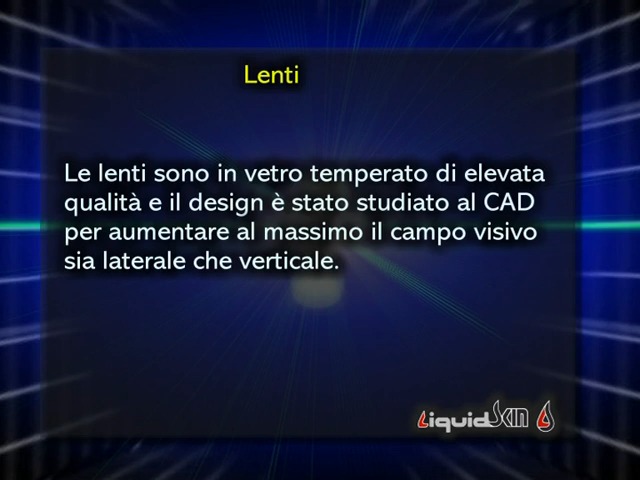 Lenti
Le lenti sono in vetro temperato di elevata
qualità e il design è stato studiato al CAD
per aumentare al massimo il campo visivo
sia laterale che verticale.
LiquidSkin